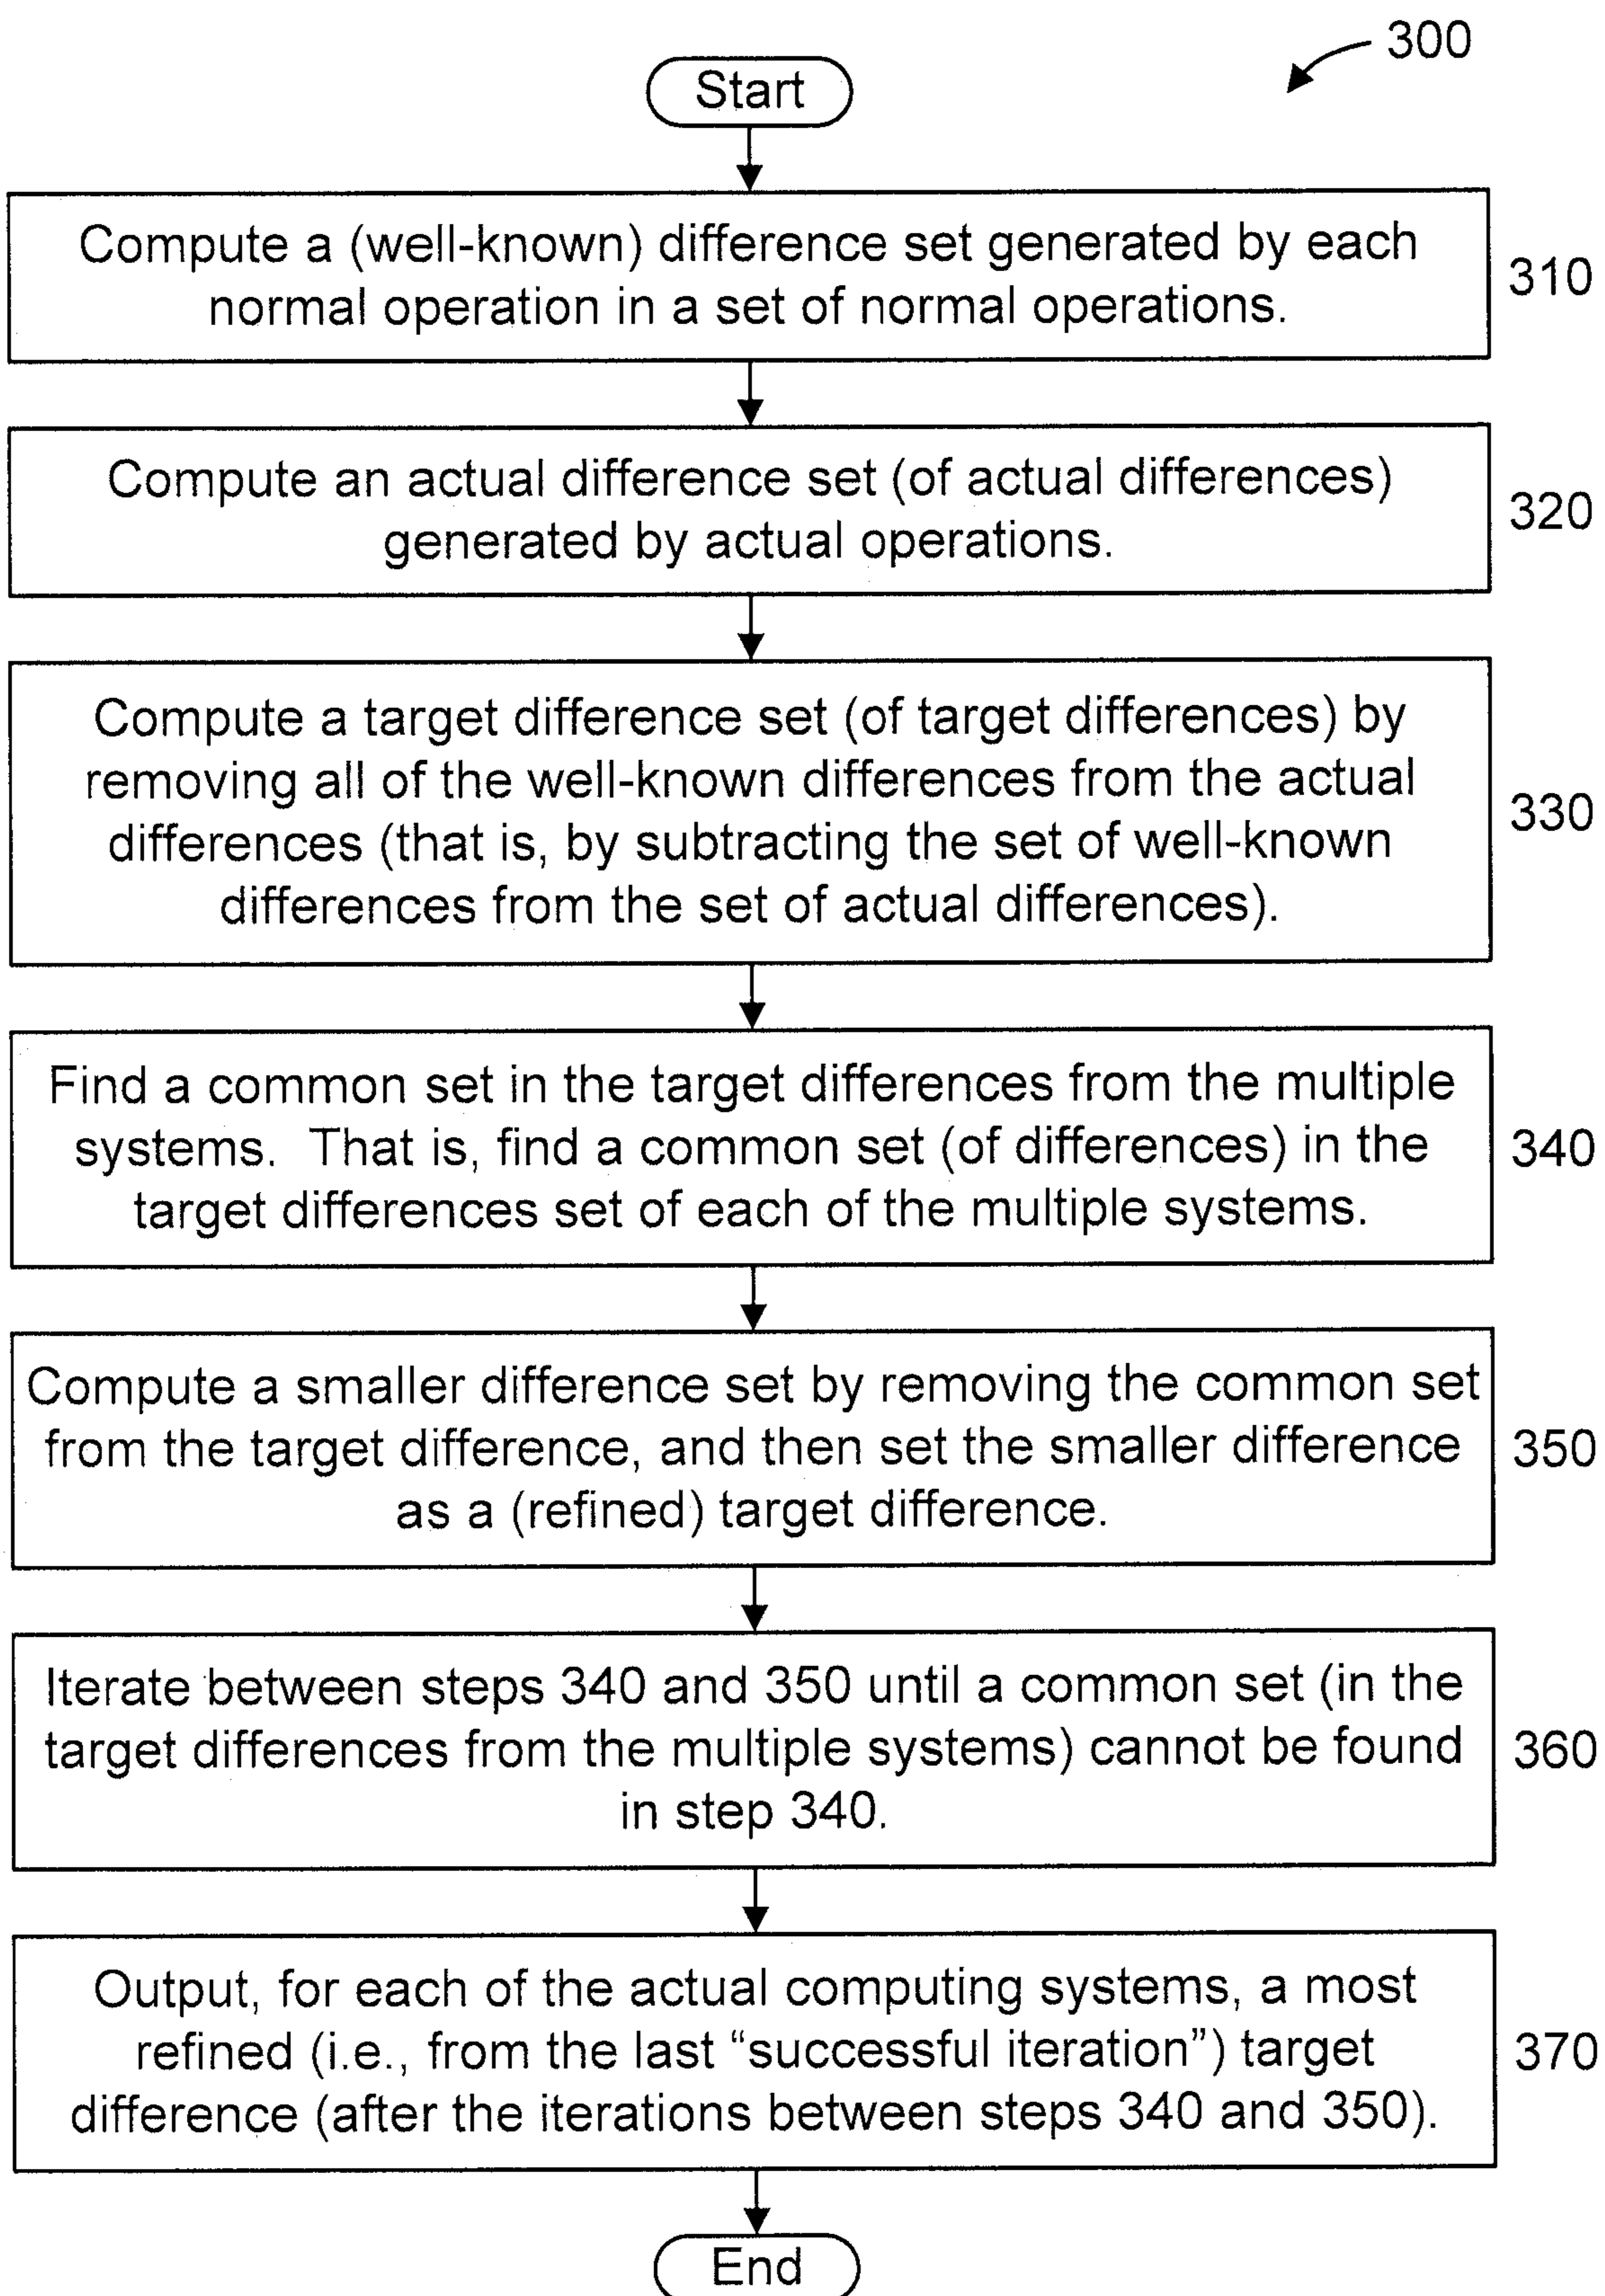 300
Start
Compute a (well-known) difference set generated by each
normal operation in a set of normal operations.
310
Compute an actual difference set (of actual differences)
generated by actual operations.
320
Compute a target difference set (of target differences) by
removing all of the well-known differences from the actual
differences (that is, by subtracting the set of well-known
differences from the set of actual differences).
330
Find a common set in the target differences from the multiple
systems.  That is, find a common set (of differences) in the
target differences set of each of the multiple systems.
340
Compute a smaller difference set by removing the common set
from the target difference, and then set the smaller difference
as a (refined) target difference.
350
Iterate between steps 340 and 350 until a common set (in the
target differences from the multiple systems) cannot be found
in step 340.
360
Output, for each of the actual computing systems, a most
refined (i.e., from the last “successful iteration”) target
difference (after the iterations between steps 340 and 350).
370
End